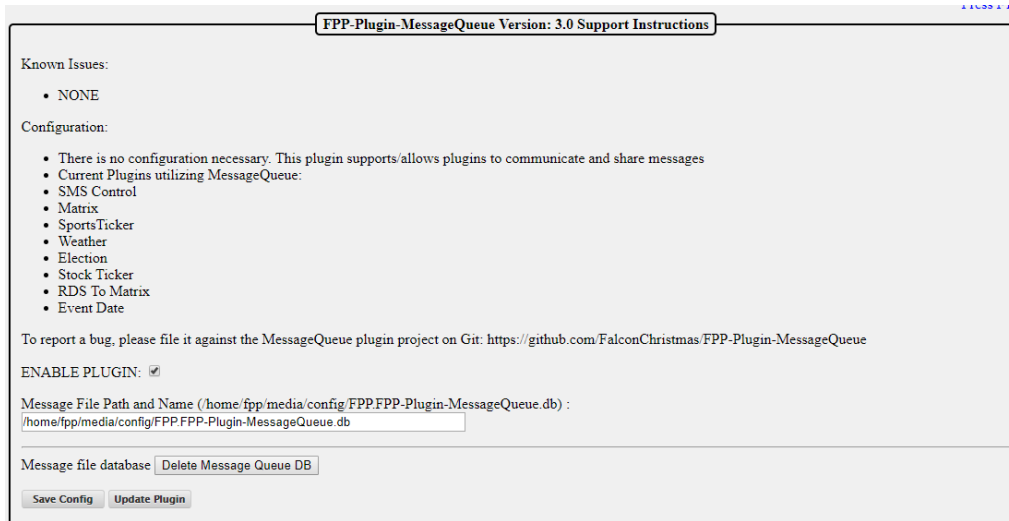 FPP-Plugin-MessageQueue Version: 3.0 Support Instructions
Known Issues:
NONE
Configuration:
There is no configuration necessary. This plugin supports/allows plugins to communicate and share messages
Current Plugins utilizing MessageQueue:
SMS Control
Matrix
SportsTicker
Weather
Election
Stock Ticker
RDS To Matrix
Event Date
To report a bug, please file it against the MessageQueue plugin project on Git: https://github.com/FalconChristmas/FPP-Plugin-MessageQueue
ENABLE PLUGIN:
Message File Path and Name (/home/fpp/media/config/FPP.FPP-Plugin-MessageQueue.db) :
/home/fpp/media/config/FPP.FPP-Plugin-MessageQueue.db
Message file database Delete Message Queue DB
Save Config Update Plugin